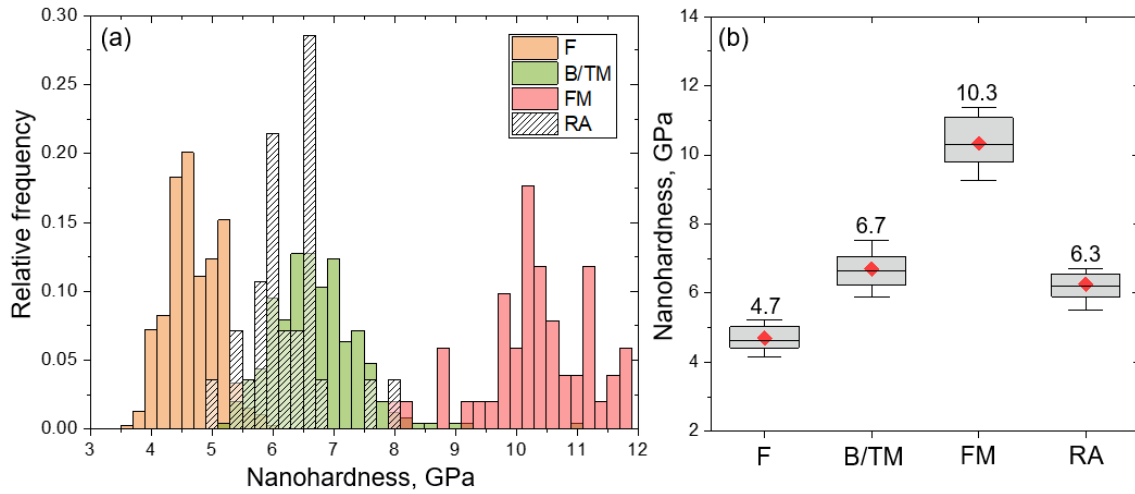 (a)
F
B/TM
FM
RA
Relative frequency
0.30
0.25
0.20
0.15
0.10
0.05
0.00
3 4 5 6 7 8 9 10 11 12
Nanohardness, GPa
(b)
Nanohardness, GPa
14
12
10
8
6
4
2
4.7
6.7
10.3
6.3
F B/TM FM RA